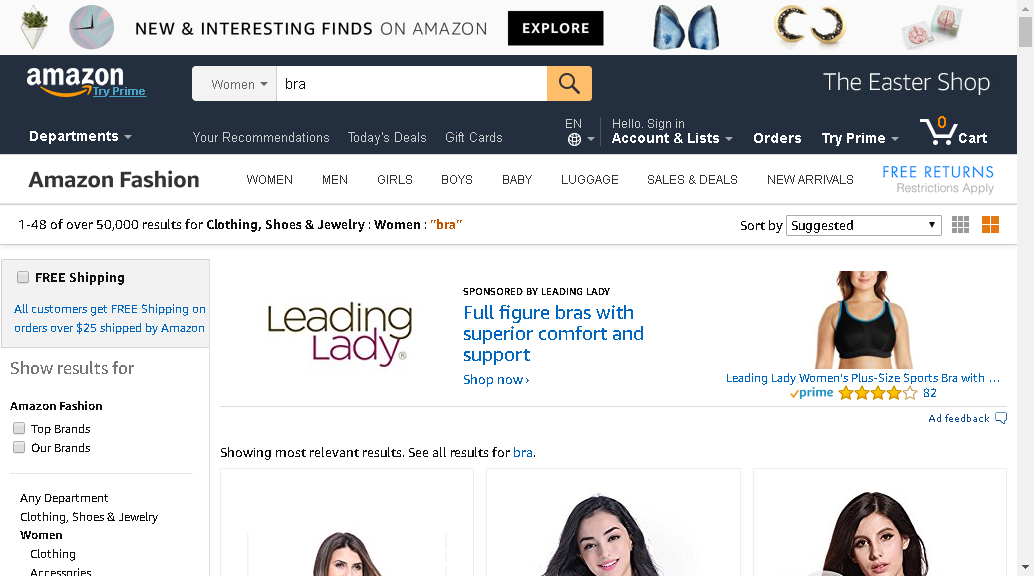 NEW & INTERESTING FINDS ON AMAZON EXPLORE
amazon
Try Prime
Women
bra
The Easter Shop
Departments
Your Recommendations
Today's Deals
Gift Cards
EN
Hello. Sign in
Account & Lists
Orders
Try Prime
0
Cart
Amazon Fashion
WOMEN
MEN
GIRLS
BOYS
BABY
LUGGAGE
SALES & DEALS
NEW ARRIVALS
FREE RETURNS
Restrictions Apply
1-48 of over 50,000 results for Clothing, Shoes & Jewelry : Women : "bra"
Sort by Suggested
FREE Shipping
All customers get FREE Shipping on
orders over $25 shipped by Amazon
Show results for
Amazon Fashion
Top Brands
Our Brands
Any Department
Clothing, Shoes & Jewelry
Women
Clothing
Accessories
Leading
Lady®
SPONSORED BY LEADING LADY
Full figure bras with
superior comfort and
support
Shop now ›
Leading Lady Women's Plus-Size Sports Bra with ...
prime 82
Ad feedback
Showing most relevant results. See all results for bra.